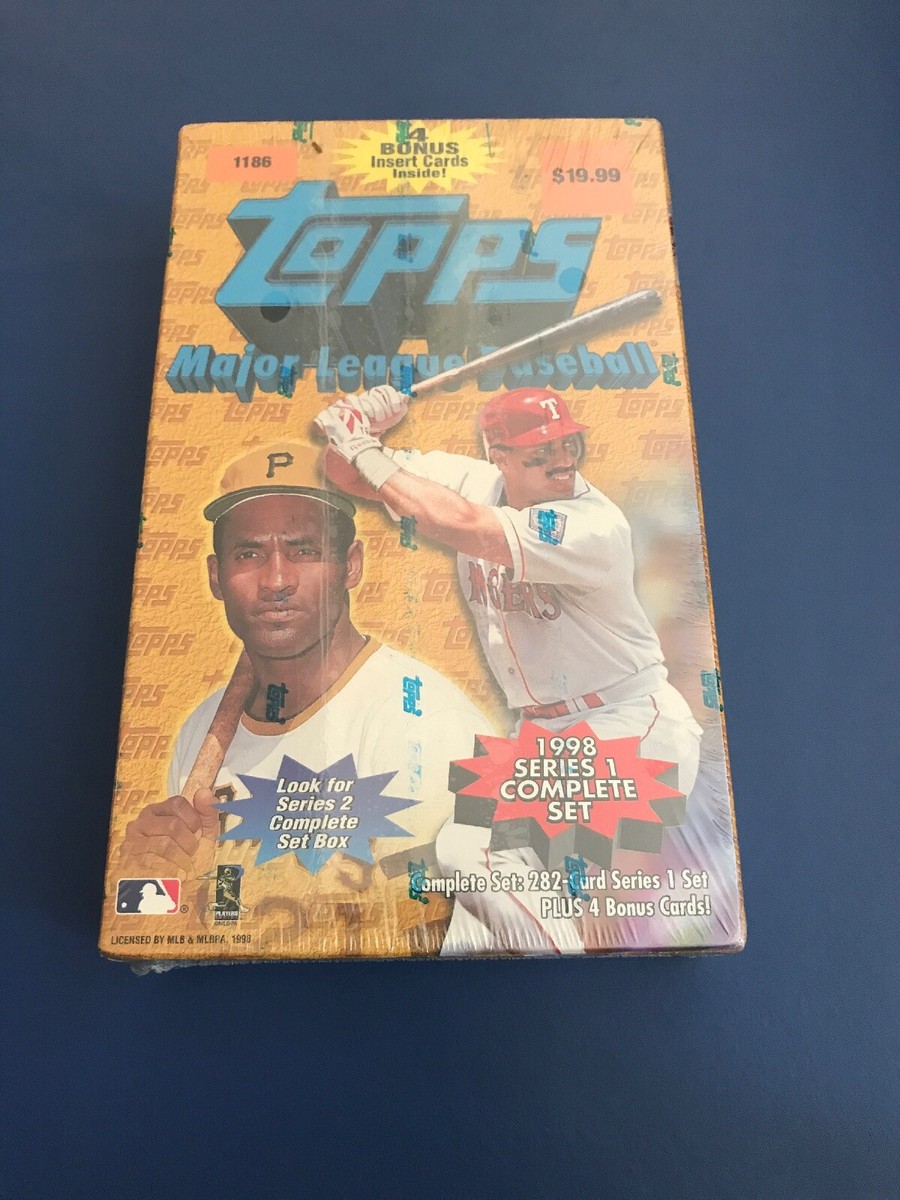 4
BONUS
Insert Cards
Inside!
1186
$19.99
TOPPS
Major League Baseball
P
T
RANGERS
1998
SERIES 1
COMPLETE
SET
Look for
Series 2
Complete
Set Box
Complete Set: 282-Card Series 1 Set
PLUS 4 Bonus Cards!
PLAYERS
LICENSED BY MLB & MLBPA, 1998